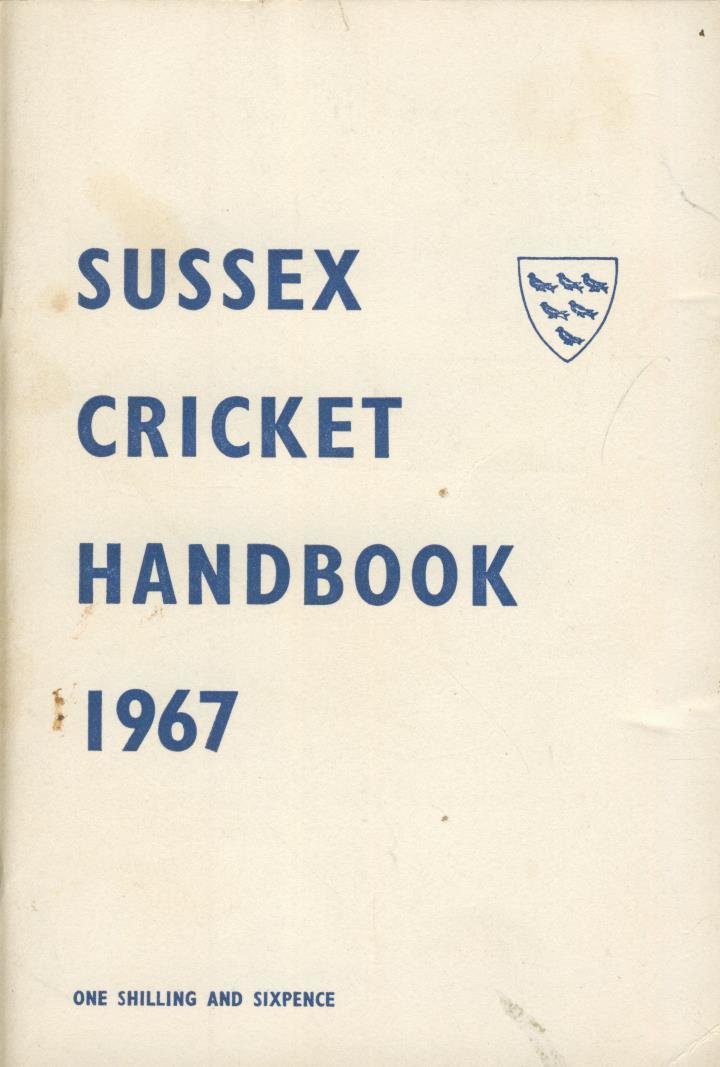 SUSSEX
CRICKET
HANDBOOK
1967
ONE SHILLING AND SIXPENCE